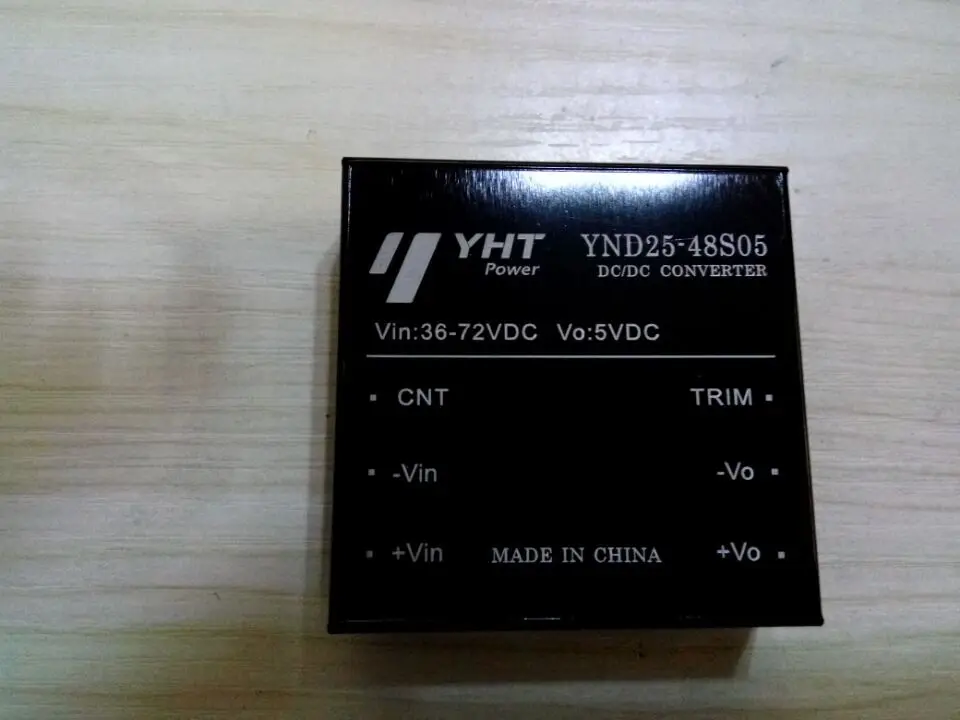 YHT YND25-48S05
Power DC/DC CONVERTER
Vin:36-72VDC Vo:5VDC
CNT TRIM
-Vin -Vo
+Vin MADE IN CHINA +Vo